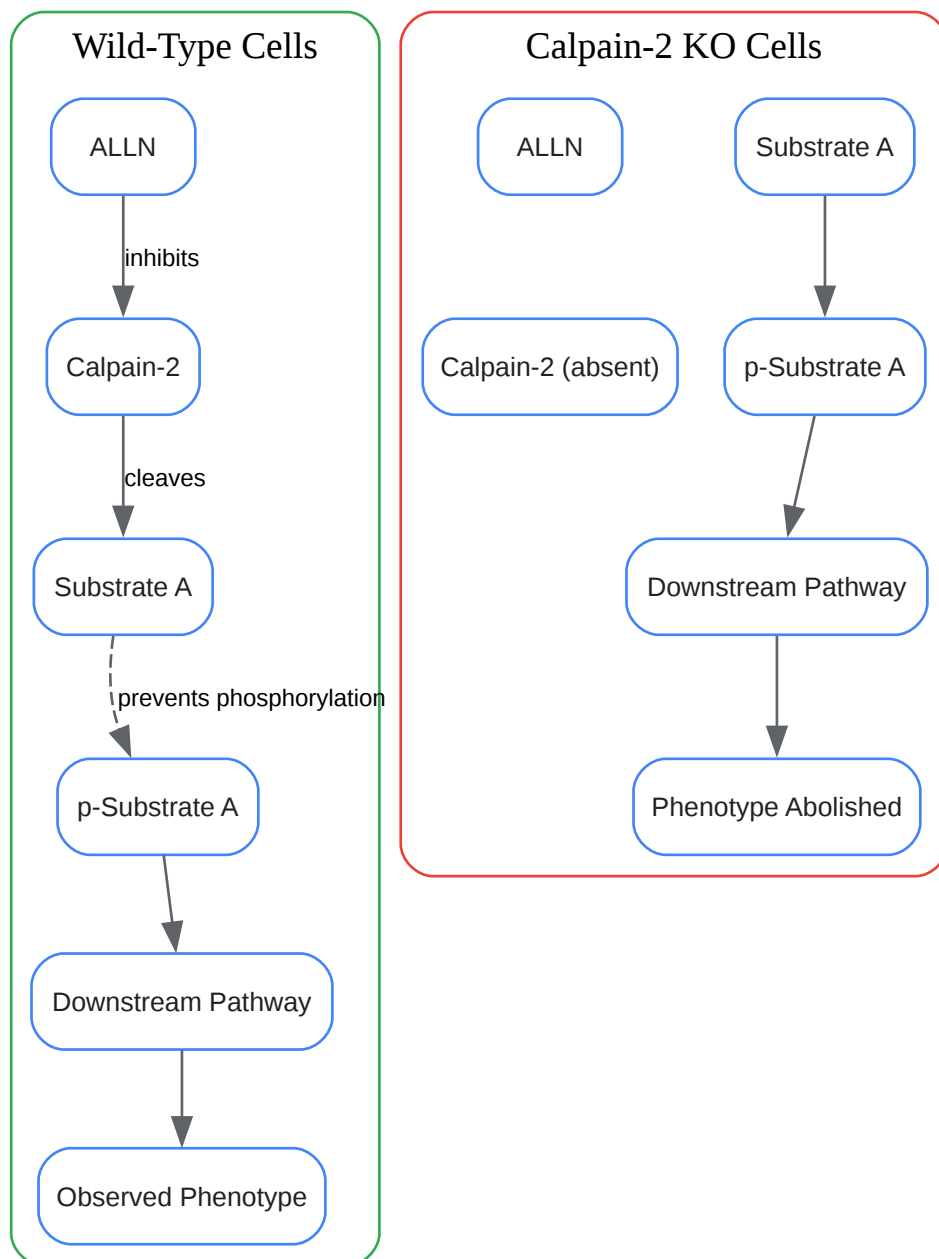 Wild-Type Cells
ALLN
inhibits
Calpain-2
cleaves
Substrate A
prevents phosphorylation
p-Substrate A
Downstream Pathway
Observed Phenotype
Calpain-2 KO Cells
ALLN
Calpain-2 (absent)
Substrate A
p-Substrate A
Downstream Pathway
Phenotype Abolished